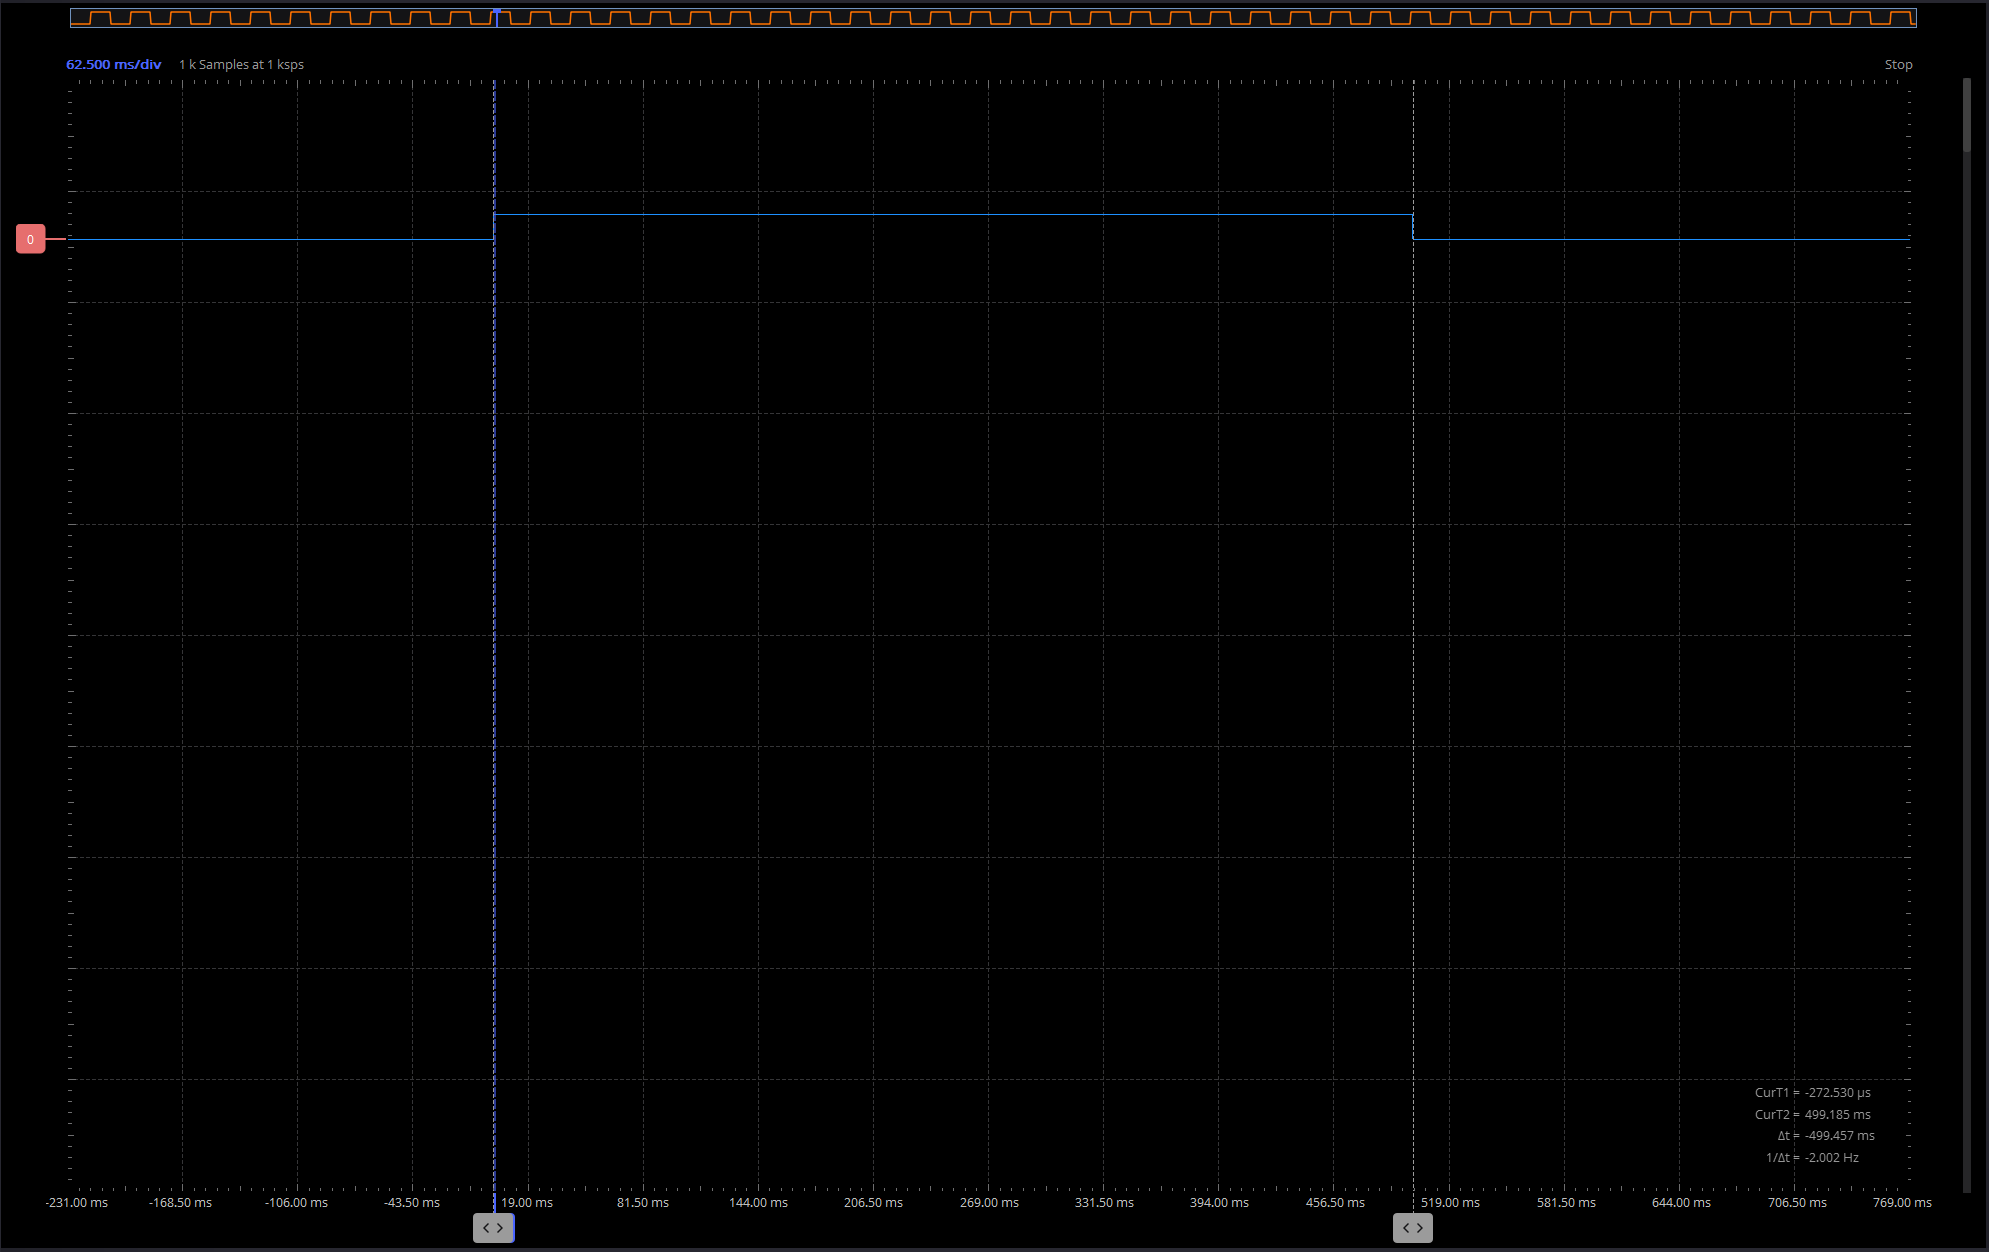 62.500 ms/div 1 k Samples at 1 ksps Stop
0
CurT1 = -272.530 µs
CurT2 = 499.185 ms
Δt = -499.457 ms
1/Δt = -2.002 Hz
-231.00 ms -168.50 ms -106.00 ms -43.50 ms 19.00 ms 81.50 ms 144.00 ms 206.50 ms 269.00 ms 331.50 ms 394.00 ms 456.50 ms 519.00 ms 581.50 ms 644.00 ms 706.50 ms 769.00 ms